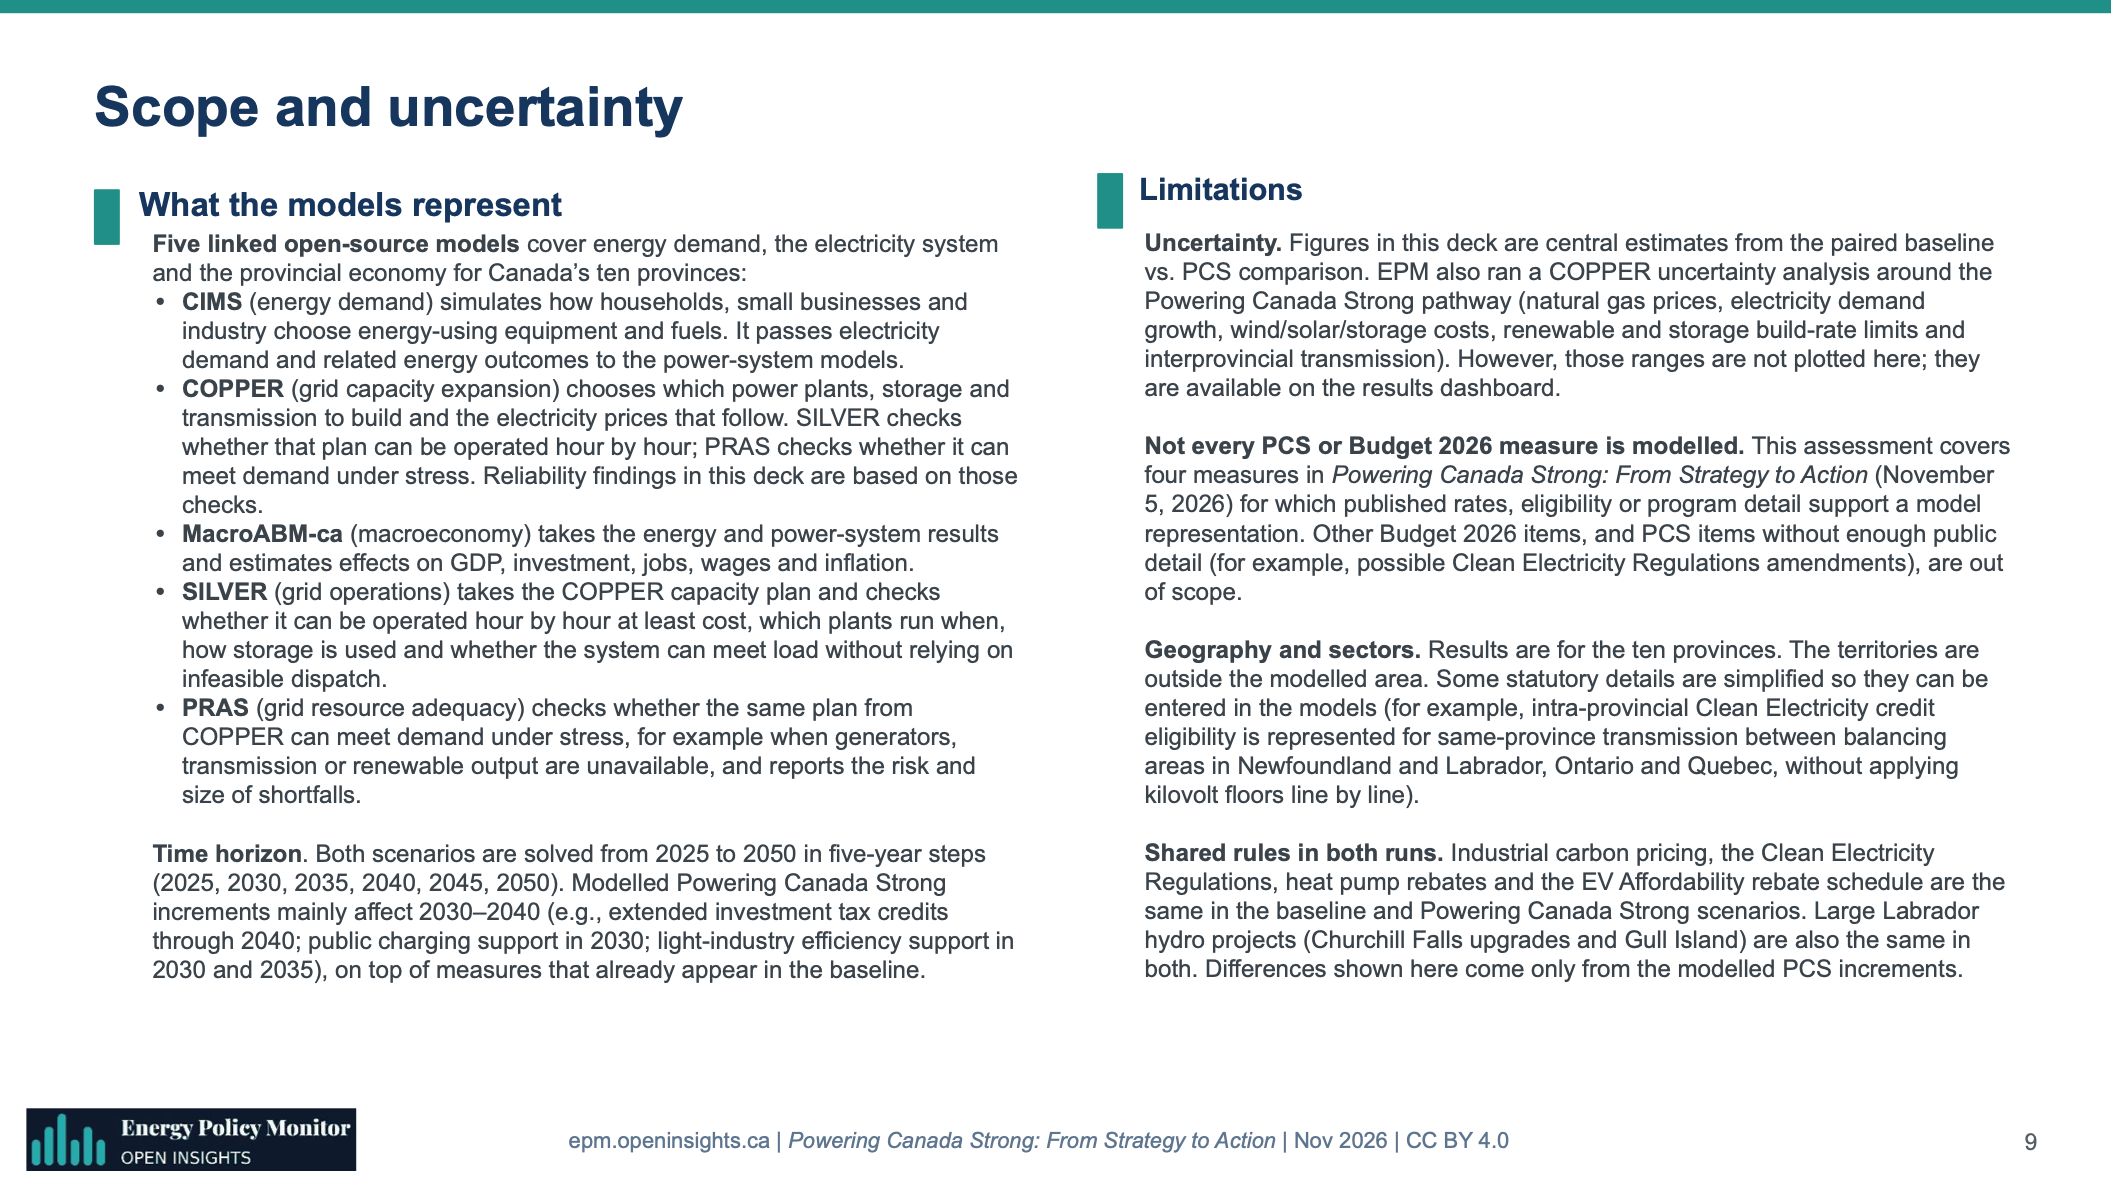 Scope and uncertainty
What the models represent
Five linked open-source models cover energy demand, the electricity system
and the provincial economy for Canada’s ten provinces:
• CIMS (energy demand) simulates how households, small businesses and
industry choose energy-using equipment and fuels. It passes electricity
demand and related energy outcomes to the power-system models.
• COPPER (grid capacity expansion) chooses which power plants, storage and
transmission to build and the electricity prices that follow. SILVER checks
whether that plan can be operated hour by hour; PRAS checks whether it can
meet demand under stress. Reliability findings in this deck are based on those
checks.
• MacroABM-ca (macroeconomy) takes the energy and power-system results
and estimates effects on GDP, investment, jobs, wages and inflation.
• SILVER (grid operations) takes the COPPER capacity plan and checks
whether it can be operated hour by hour at least cost, which plants run when,
how storage is used and whether the system can meet load without relying on
infeasible dispatch.
• PRAS (grid resource adequacy) checks whether the same plan from
COPPER can meet demand under stress, for example when generators,
transmission or renewable output are unavailable, and reports the risk and
size of shortfalls.
Time horizon. Both scenarios are solved from 2025 to 2050 in five-year steps
(2025, 2030, 2035, 2040, 2045, 2050). Modelled Powering Canada Strong
increments mainly affect 2030–2040 (e.g., extended investment tax credits
through 2040; public charging support in 2030; light-industry efficiency support in
2030 and 2035), on top of measures that already appear in the baseline.
Limitations
Uncertainty. Figures in this deck are central estimates from the paired baseline
vs. PCS comparison. EPM also ran a COPPER uncertainty analysis around the
Powering Canada Strong pathway (natural gas prices, electricity demand
growth, wind/solar/storage costs, renewable and storage build-rate limits and
interprovincial transmission). However, those ranges are not plotted here; they
are available on the results dashboard.
Not every PCS or Budget 2026 measure is modelled. This assessment covers
four measures in Powering Canada Strong: From Strategy to Action (November
5, 2026) for which published rates, eligibility or program detail support a model
representation. Other Budget 2026 items, and PCS items without enough public
detail (for example, possible Clean Electricity Regulations amendments), are out
of scope.
Geography and sectors. Results are for the ten provinces. The territories are
outside the modelled area. Some statutory details are simplified so they can be
entered in the models (for example, intra-provincial Clean Electricity credit
eligibility is represented for same-province transmission between balancing
areas in Newfoundland and Labrador, Ontario and Quebec, without applying
kilovolt floors line by line).
Shared rules in both runs. Industrial carbon pricing, the Clean Electricity
Regulations, heat pump rebates and the EV Affordability rebate schedule are the
same in the baseline and Powering Canada Strong scenarios. Large Labrador
hydro projects (Churchill Falls upgrades and Gull Island) are also the same in
both. Differences shown here come only from the modelled PCS increments.
Energy Policy Monitor
OPEN INSIGHTS
epm.openinsights.ca | Powering Canada Strong: From Strategy to Action | Nov 2026 | CC BY 4.0
9